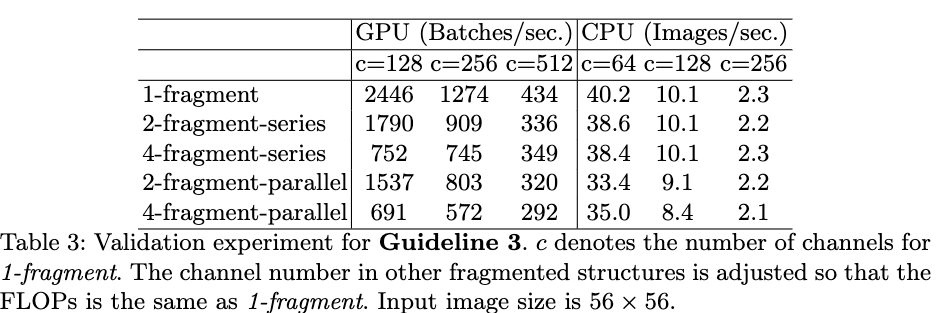 GPU (Batches/sec.) CPU (Images/sec.)
c=128 c=256 c=512 c=64 c=128 c=256
1-fragment 2446 1274 434 40.2 10.1 2.3
2-fragment-series 1790 909 336 38.6 10.1 2.2
4-fragment-series 752 745 349 38.4 10.1 2.3
2-fragment-parallel 1537 803 320 33.4 9.1 2.2
4-fragment-parallel 691 572 292 35.0 8.4 2.1
Table 3: Validation experiment for Guideline 3. c denotes the number of channels for
1-fragment. The channel number in other fragmented structures is adjusted so that the
FLOPs is the same as 1-fragment. Input image size is 56 × 56.